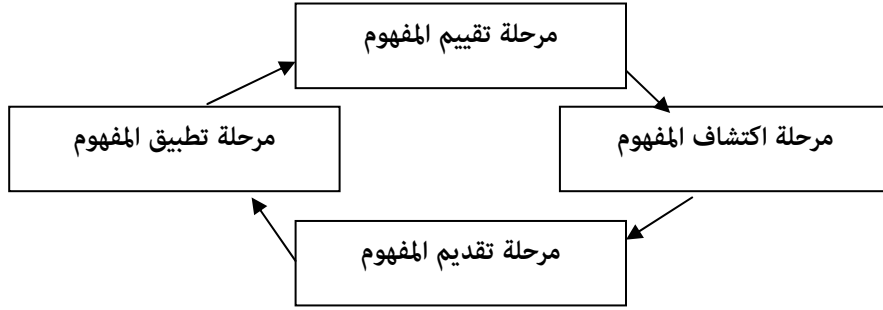 مرحلة تقييم المفهوم
مرحلة اكتشاف المفهوم
مرحلة تطبيق المفهوم
مرحلة تقديم المفهوم